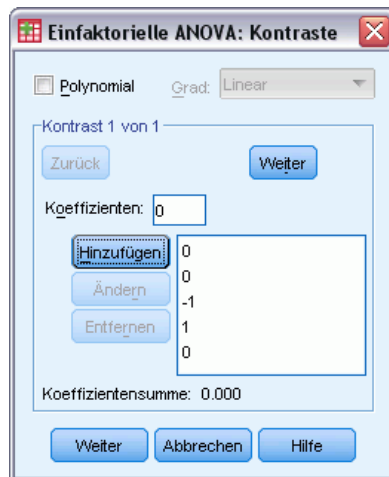 Einfaktorielle ANOVA: Kontraste
Polynomial Grad: Linear
Kontrast 1 von 1
Zurück Weiter
Koeffizienten: 0
Hinzufügen
Ändern
Entfernen
0
0
-1
1
0
Koeffizientensumme: 0.000
Weiter Abbrechen Hilfe